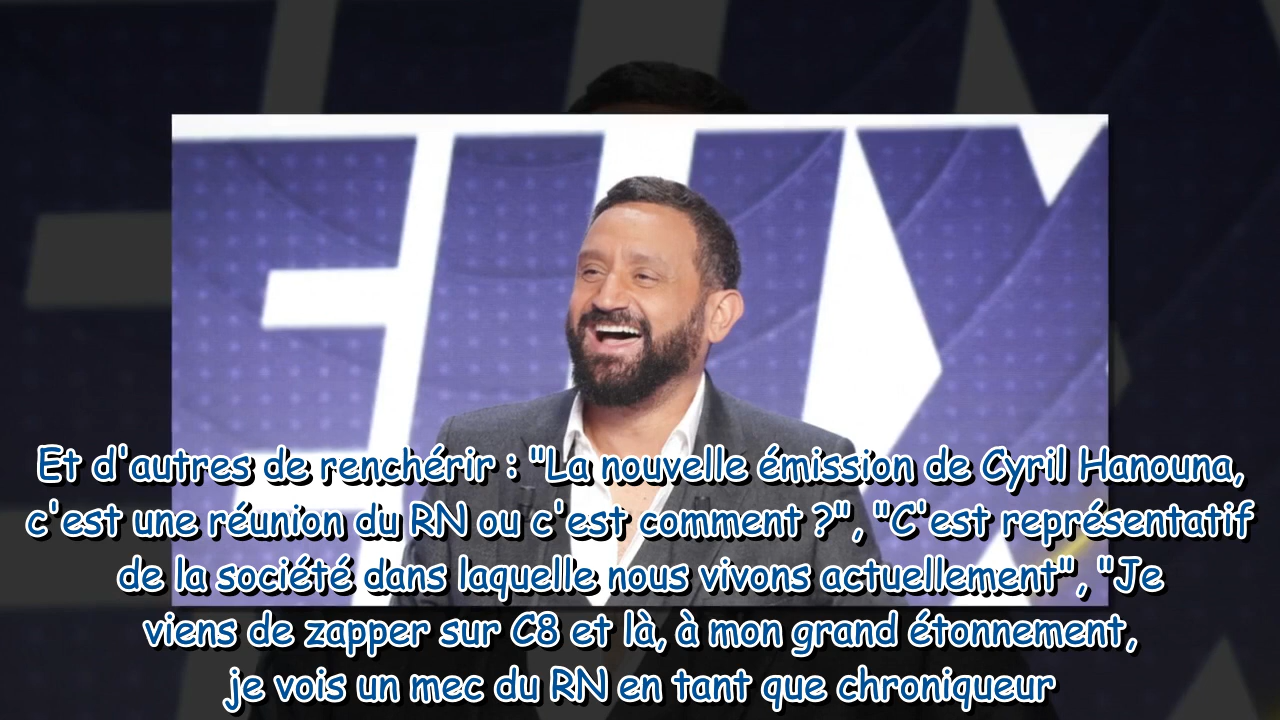 Et d'autres de renchérir : "La nouvelle émission de Cyril Hanouna,
c'est une réunion du RN ou c'est comment ?", "C'est représentatif
de la société dans laquelle nous vivons actuellement", "Je
viens de zapper sur C8 et là, à mon grand étonnement,
je vois un mec du RN en tant que chroniqueur